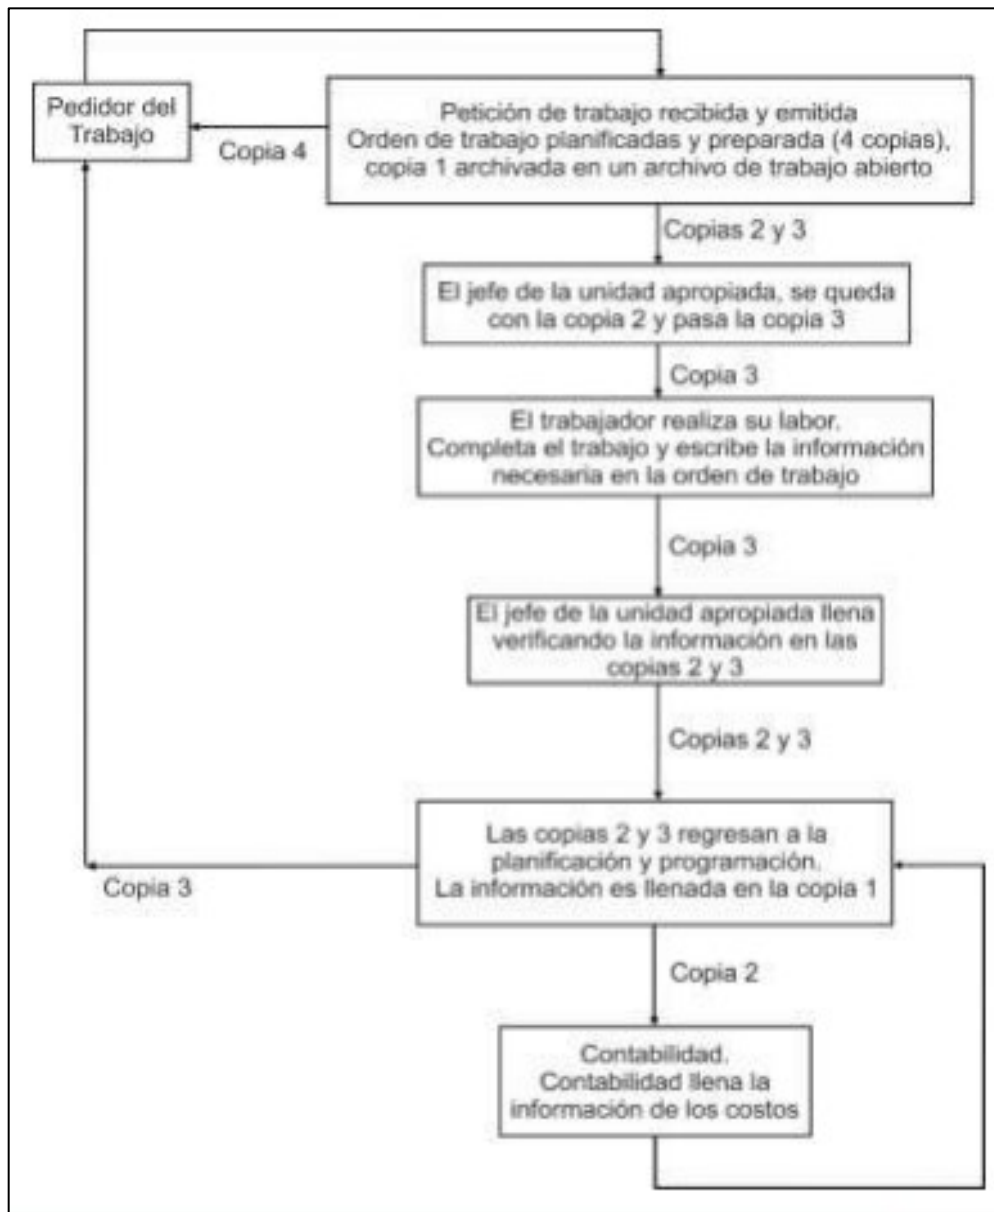 Pedidor del
Trabajo
Petición de trabajo recibida y emitida
Orden de trabajo planificadas y preparada (4 copias),
copia 1 archivada en un archivo de trabajo abierto
Copia 4
Copias 2 y 3
El jefe de la unidad apropiada, se queda
con la copia 2 y pasa la copia 3
Copia 3
El trabajador realiza su labor.
Completa el trabajo y escribe la información
necesaria en la orden de trabajo
Copia 3
El jefe de la unidad apropiada llena
verificando la información en las
copias 2 y 3
Copias 2 y 3
Las copias 2 y 3 regresan a la
planificación y programación.
La información es llenada en la copia 1
Copia 3
Copia 2
Contabilidad.
Contabilidad llena la
información de los costos